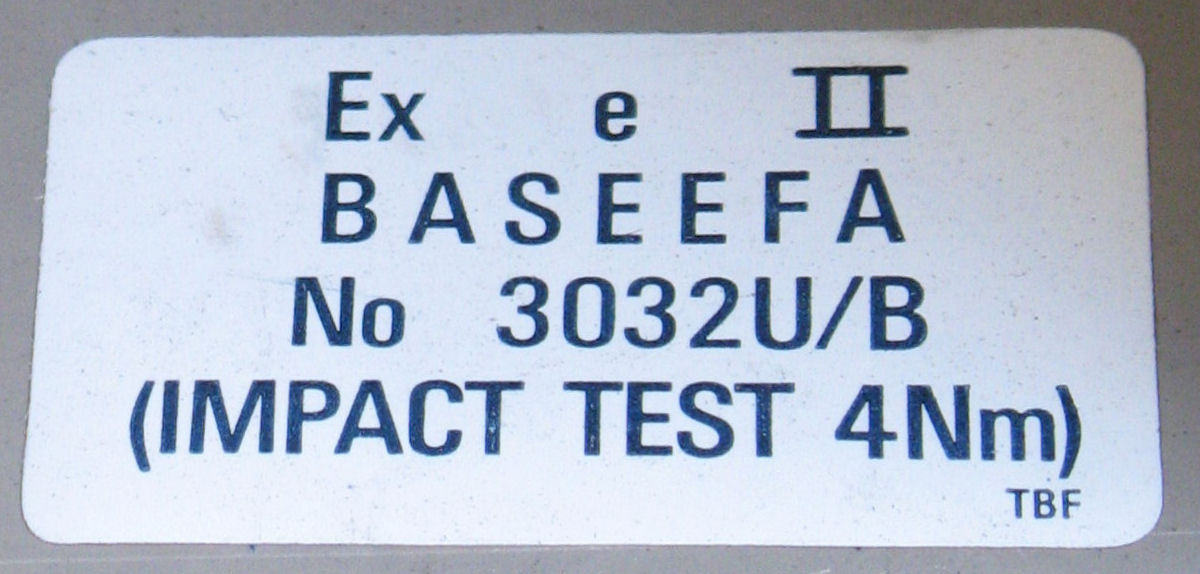 Ex e II
BASEEFA
No 3032U/B
(IMPACT TEST 4Nm)
TBF